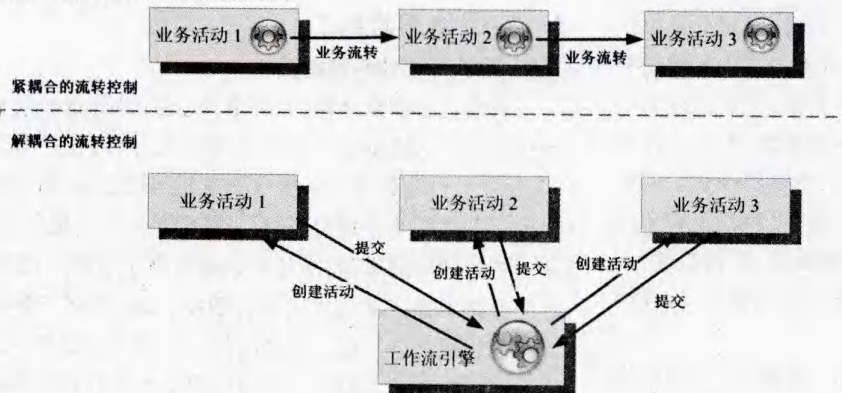 业务活动 1
业务活动 2
业务活动 3
业务流转
业务流转
紧耦合的流转控制
解耦合的流转控制
业务活动 1
业务活动 2
业务活动 3
提交
创建活动
提交
创建活动
创建活动
提交
工作流引擎